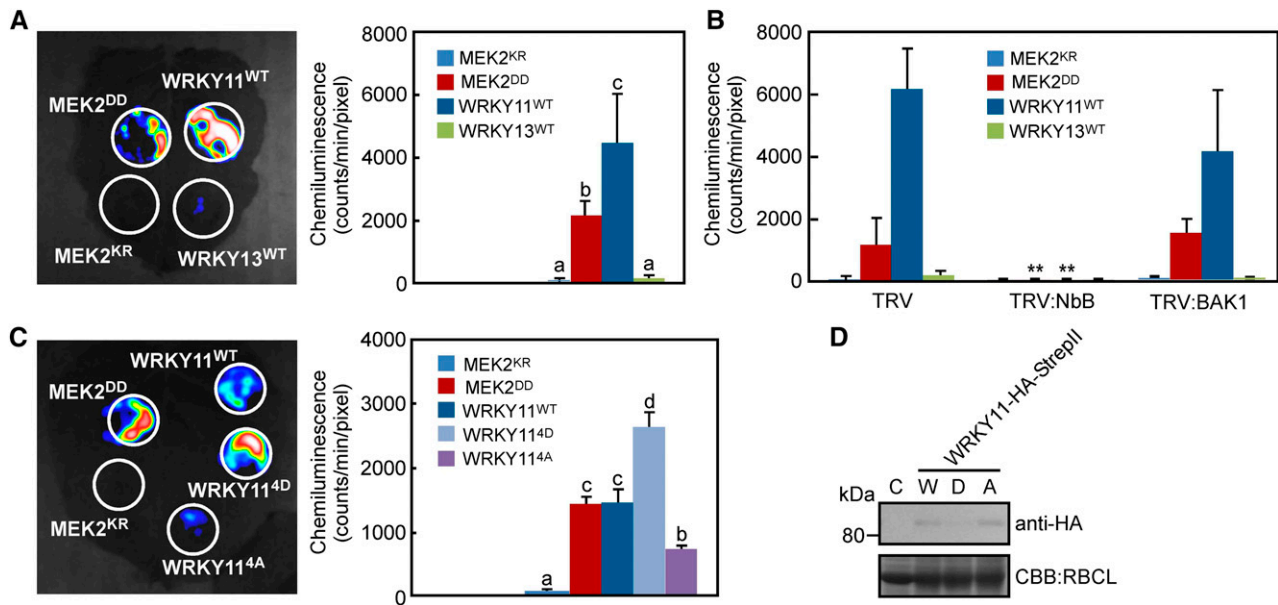 A
MEK2DD
WRKY11WT
MEK2KR
WRKY13WT
Chemiluminescence
(counts/min/pixel)
8000
6000
4000
2000
0
MEK2KR
MEK2DD
WRKY11WT
WRKY13WT
a
b
c
a
B
Chemiluminescence
(counts/min/pixel)
8000
6000
4000
2000
0
MEK2KR
MEK2DD
WRKY11WT
WRKY13WT
** **
TRV
TRV:NbB
TRV:BAK1
C
WRKY11WT
MEK2DD
WRKY114D
MEK2KR
WRKY114A
Chemiluminescence
(counts/min/pixel)
4000
3000
2000
1000
0
MEK2KR
MEK2DD
WRKY11WT
WRKY114D
WRKY114A
a
c
c
d
b
D
WRKY11-HA-StrepII
C W D A
kDa
80
anti-HA
CBB:RBCL